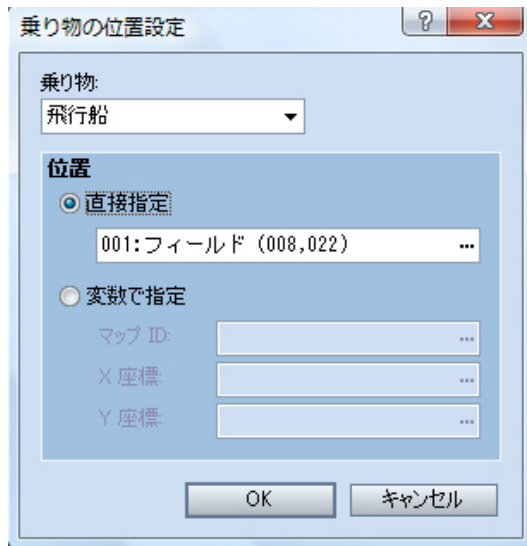 乗り物の位置設定
乗り物:
飛行船
位置
直接指定
001:フィールド (008,022)
...
変数で指定
マップ ID:
...
X 座標:
...
Y 座標:
...
OK
キャンセル